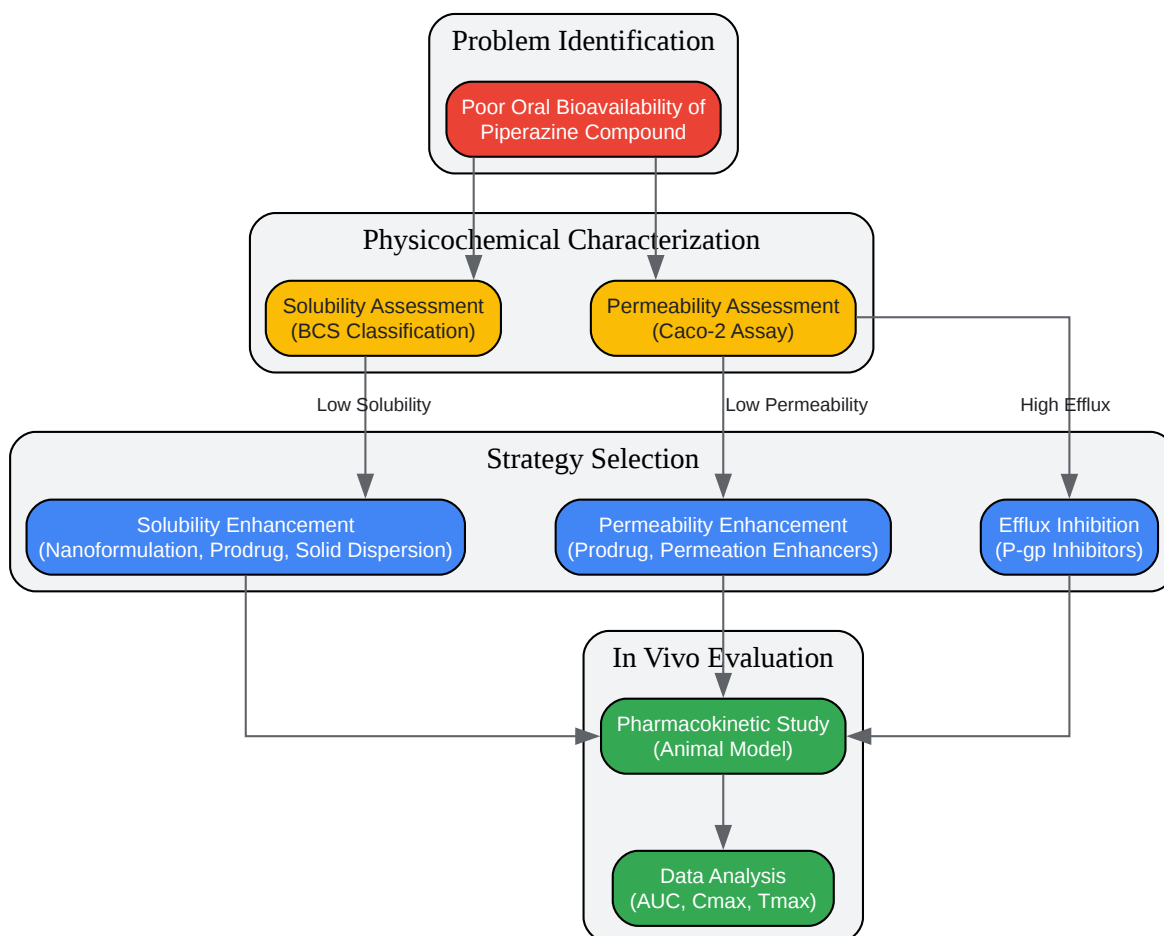 Problem Identification
Poor Oral Bioavailability of
Piperazine Compound
Physicochemical Characterization
Solubility Assessment
(BCS Classification)
Permeability Assessment
(Caco-2 Assay)
Low Solubility
Low Permeability
High Efflux
Strategy Selection
Solubility Enhancement
(Nanoformulation, Prodrug, Solid Dispersion)
Permeability Enhancement
(Prodrug, Permeation Enhancers)
Efflux Inhibition
(P-gp Inhibitors)
In Vivo Evaluation
Pharmacokinetic Study
(Animal Model)
Data Analysis
(AUC, Cmax, Tmax)